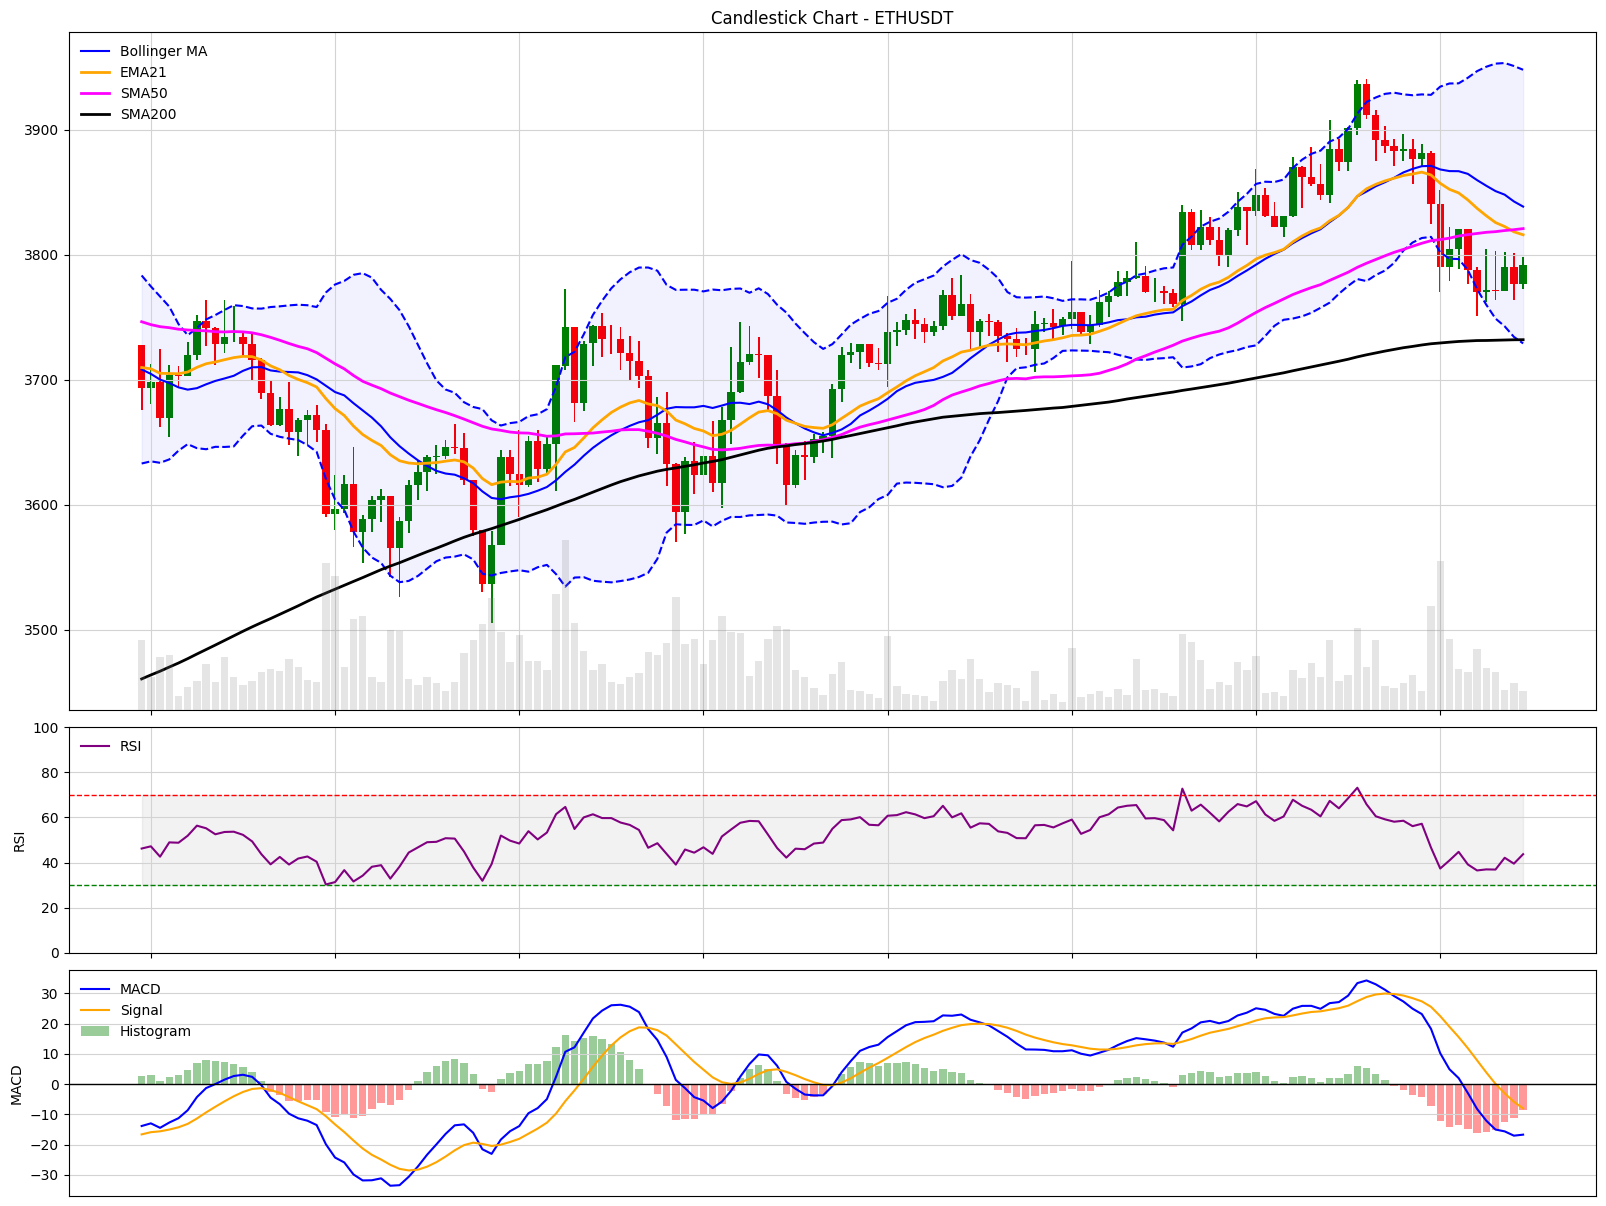 Candlestick Chart - ETHUSDT
Bollinger MA
EMA21
SMA50
SMA200
3900
3800
3700
3600
3500
100
80
60
40
20
0
RSI
RSI
30
20
10
0
−10
−20
−30
MACD
MACD
Signal
Histogram